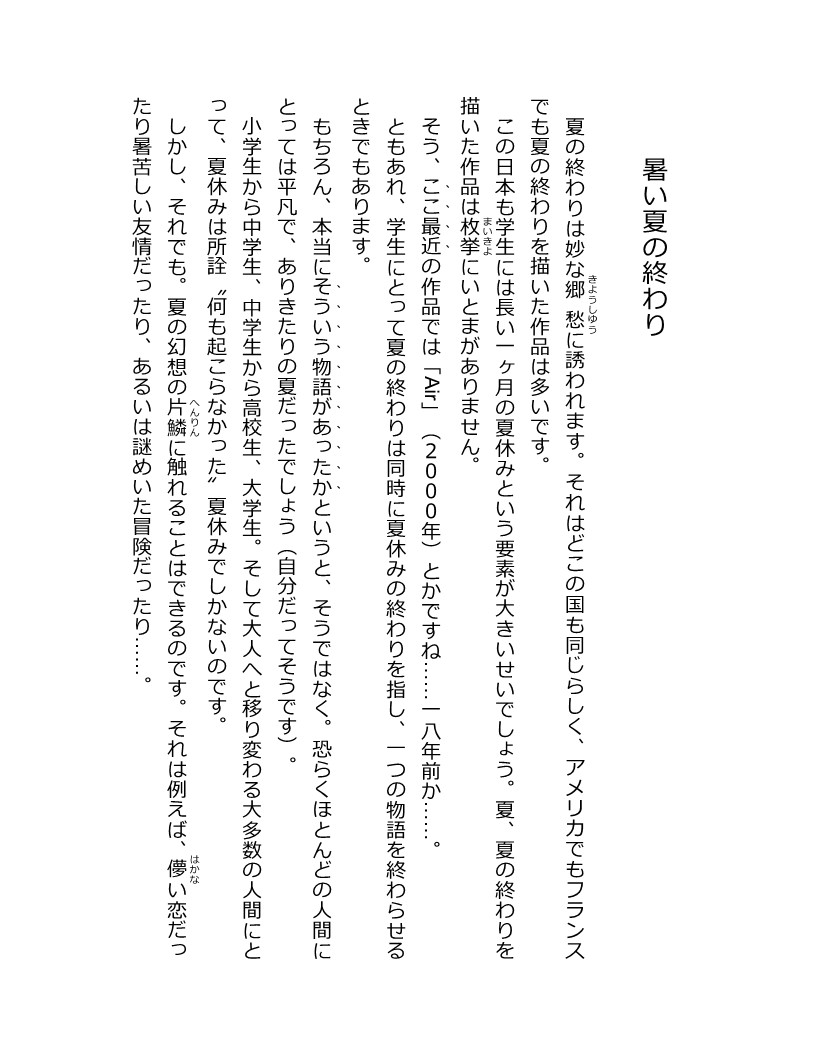 暑い夏の終わり
夏の終わりは妙な郷愁に誘われます。それはどこの国も同じらしく、アメリカでもフランス
でも夏の終わりを描いた作品は多いです。
この日本も学生には長い一ヶ月の夏休みという要素が大きいせいでしょう。夏、夏の終わりを
描いた作品は枚挙にいとまがありません。
そう、ここ最近の作品では「Air」（2000年）とかですね……一八年前か……。
ともあれ、学生にとって夏の終わりは同時に夏休みの終わりを指し、一つの物語を終わらせる
ときでもあります。
もちろん、本当にそういう物語があったかというと、そうではなく。恐らくほとんどの人間に
とっては平凡で、ありきたりの夏だったでしょう（自分だってそうです）。
小学生から中学生、中学生から高校生、大学生。そして大人へと移り変わる大多数の人間にと
って、夏休みは所詮〝何も起こらなかった〟夏休みでしかないのです。
しかし、それでも。夏の幻想の片鱗に触れることはできるのです。それは例えば、儚い恋だっ
たり暑苦しい友情だったり、あるいは謎めいた冒険だったり……。